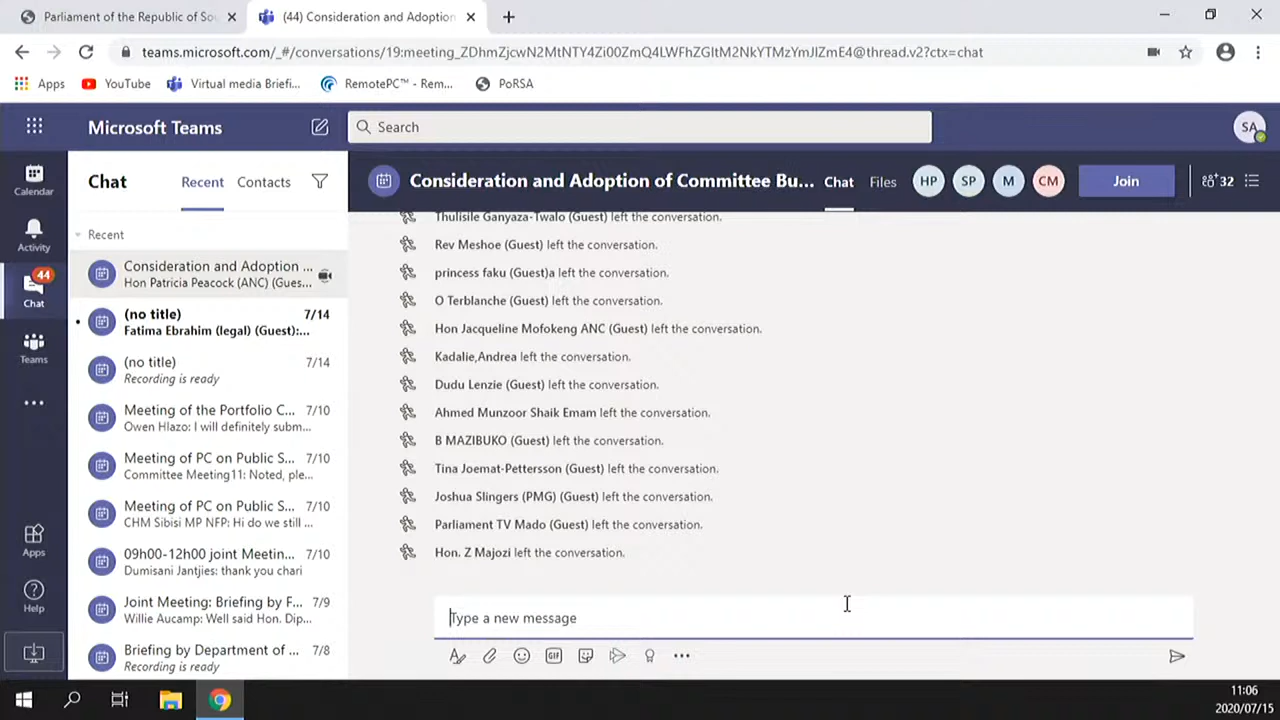 Parliament of the Republic of Sou
(44) Consideration and Adoption
teams.microsoft.com/_#/conversations/19:meeting_ZDhmZjcwN2MtNTY4Zi00ZmQ4LWFhZGItM2NkYTMzYmJlZmE4@thread.v2?ctx=chat
Apps YouTube Virtual media Briefi... RemotePC™ - Rem... PoRSA
Microsoft Teams
Search
SA
Calendar
Activity
44
Chat
Teams
Apps
Help
Chat Recent Contacts
Recent
Consideration and Adoption ...
Hon Patricia Peacock (ANC) (Gues...
(no title) 7/14
Fatima Ebrahim (legal) (Guest):...
(no title) 7/14
Recording is ready
Meeting of the Portfolio C... 7/10
Owen Hlazo: I will definitely subm...
Meeting of PC on Public S... 7/10
Committee Meeting11: Noted, ple...
Meeting of PC on Public S... 7/10
CHM Sibisi MP NFP: Hi do we still ...
09h00-12h00 joint Meetin... 7/10
Dumisani Jantjies: thank you chari
Joint Meeting: Briefing by F... 7/9
Willie Aucamp: Well said Hon. Dip...
Briefing by Department of ... 7/8
Recording is ready
Consideration and Adoption of Committee Bu... Chat Files HP SP M CM Join 32
Thulisile Ganyaza-Twalo (Guest) left the conversation.
Rev Meshoe (Guest) left the conversation.
princess faku (Guest)a left the conversation.
O Terblanche (Guest) left the conversation.
Hon Jacqueline Mofokeng ANC (Guest) left the conversation.
Kadalie,Andrea left the conversation.
Dudu Lenzie (Guest) left the conversation.
Ahmed Munzoor Shaik Emam left the conversation.
B MAZIBUKO (Guest) left the conversation.
Tina Joemat-Pettersson (Guest) left the conversation.
Joshua Slingers (PMG) (Guest) left the conversation.
Parliament TV Mado (Guest) left the conversation.
Hon. Z Majozi left the conversation.
Type a new message
GIF
11:06
2020/07/15